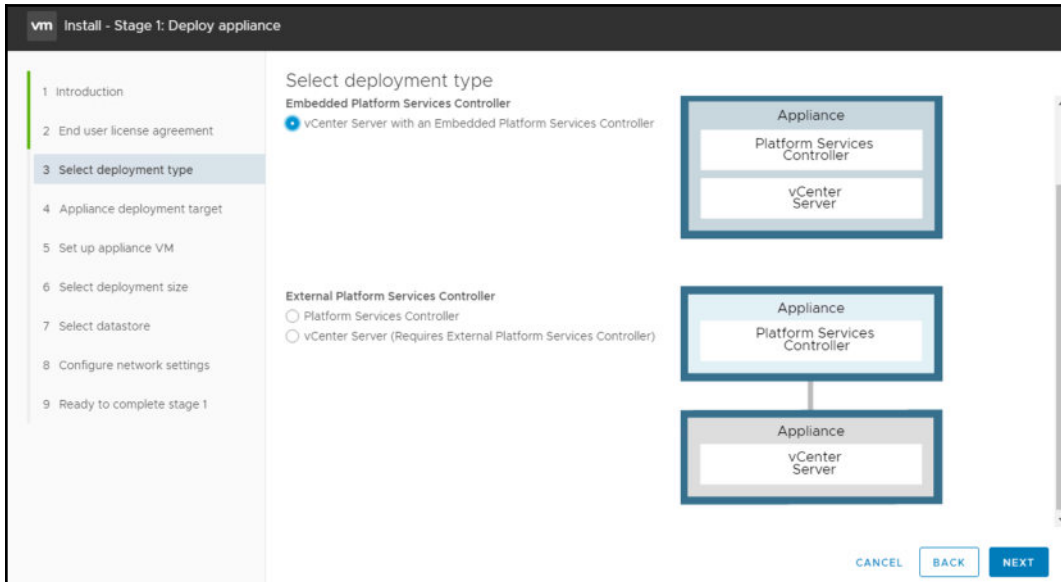 vm Install - Stage 1: Deploy appliance
1 Introduction
2 End user license agreement
3 Select deployment type
4 Appliance deployment target
5 Set up appliance VM
6 Select deployment size
7 Select datastore
8 Configure network settings
9 Ready to complete stage 1
Select deployment type
Embedded Platform Services Controller
vCenter Server with an Embedded Platform Services Controller
Appliance
Platform Services
Controller
vCenter
Server
External Platform Services Controller
Platform Services Controller
vCenter Server (Requires External Platform Services Controller)
Appliance
Platform Services
Controller
Appliance
vCenter
Server
CANCEL BACK NEXT